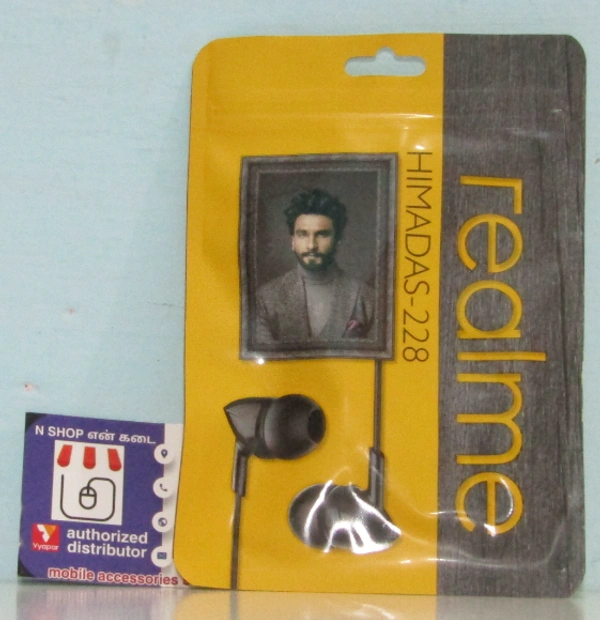 realme
HIMADAS-228
N SHOP என் கடை
Vyapar
authorized
distributor
mobile accessories